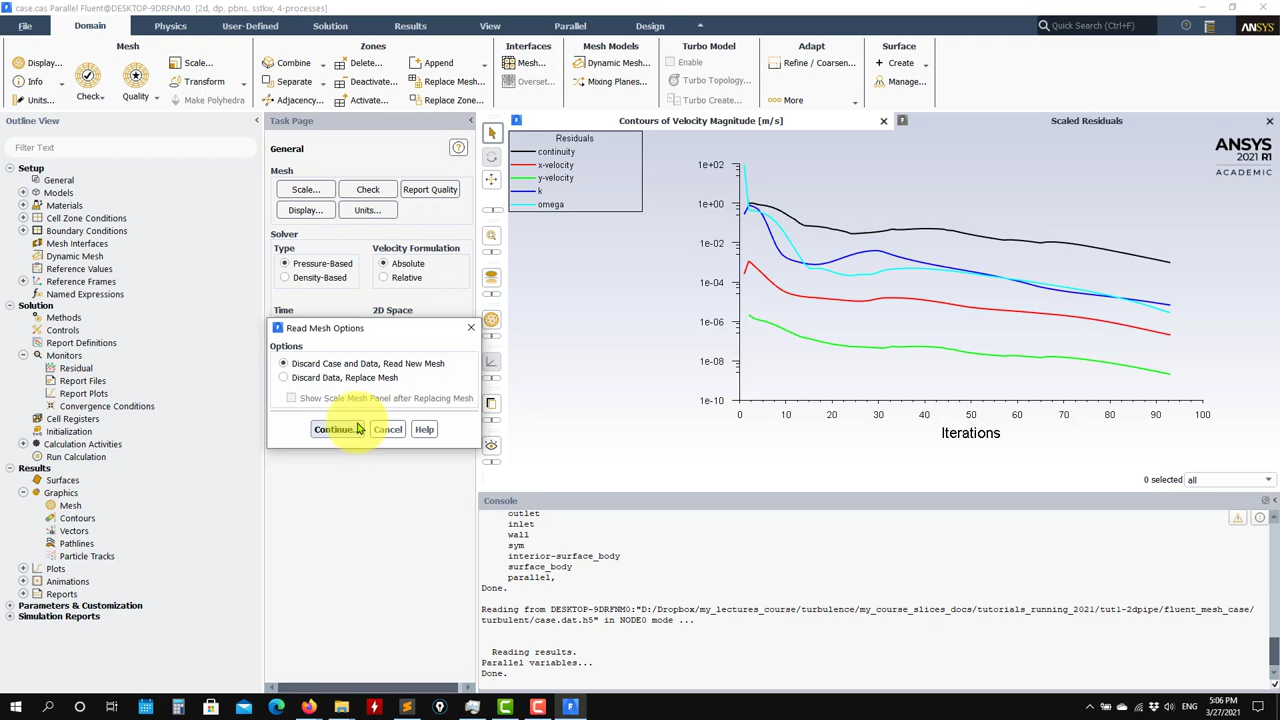 case.cas Parallel Fluent@DESKTOP-9DRFNM0 [2d, dp, pbns, sstkw, 4-processes]
File Domain Physics User-Defined Solution Results View Parallel Design Quick Search (Ctrl+F) ANSYS
Mesh Zones Interfaces Mesh Models Turbo Model Adapt Surface
Display... Scale... Combine Delete... Append Mesh... Dynamic Mesh... Enable Refine / Coarsen... Create
Info Transform Separate Deactivate... Replace Mesh... Overset... Mixing Planes... Turbo Topology... Manage...
Units... Check Quality Make Polyhedra Adjacency... Activate... Replace Zone... Turbo Create... More
Outline View
Filter Text
Setup
General
Models
Materials
Cell Zone Conditions
Boundary Conditions
Mesh Interfaces
Dynamic Mesh
Reference Values
Reference Frames
Named Expressions
Solution
Methods
Controls
Report Definitions
Monitors
Residual
Report Files
Report Plots
Convergence Conditions
Cell Registers
Initialization
Calculation Activities
Run Calculation
Results
Surfaces
Graphics
Mesh
Contours
Vectors
Pathlines
Particle Tracks
Plots
Animations
Reports
Parameters & Customization
Simulation Reports
Task Page
General
Mesh
Scale... Check Report Quality
Display... Units...
Solver
Type Velocity Formulation
Pressure-Based Absolute
Density-Based Relative
Time 2D Space
Read Mesh Options
Options
Discard Case and Data, Read New Mesh
Discard Data, Replace Mesh
Show Scale Mesh Panel after Replacing Mesh
Continue... Cancel Help
Contours of Velocity Magnitude [m/s] Scaled Residuals
Residuals
continuity
x-velocity
y-velocity
k
omega
ANSYS
2021 R1
ACADEMIC
1e+02
1e+00
1e-02
1e-04
1e-06
1e-08
1e-10
0 10 20 30 40 50 60 70 80 90 100
Iterations
0 selected all
Console
outlet
inlet
wall
sym
interior-surface_body
surface_body
parallel,
Done.
Reading from DESKTOP-9DRFNM0:"D:/Dropbox/my_lectures_course/turbulence/my_course_slices_docs/tutorials_running_2021/tut1-2dpipe/fluent_mesh_case/
turbulent/case.dat.h5" in NODE0 mode ...
Reading results.
Parallel variables...
Done.
ENG
5:06 PM
3/27/2021